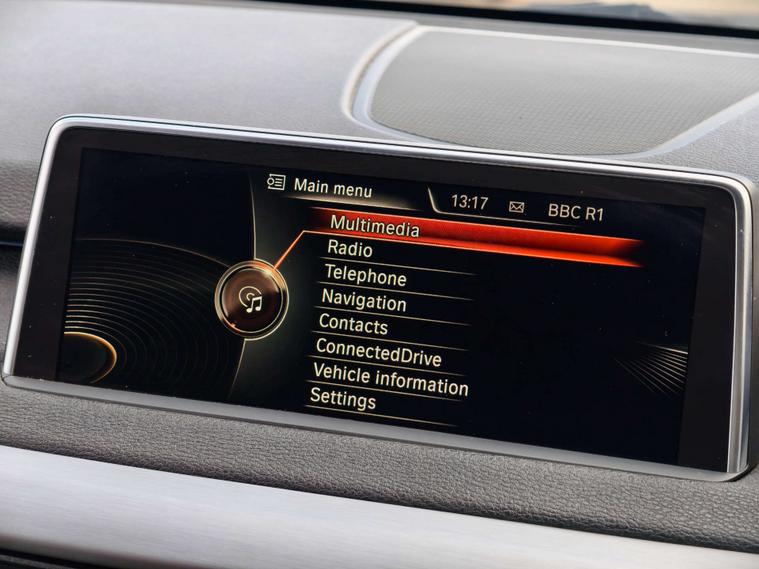 Main menu
13:17
BBC R1
Multimedia
Radio
Telephone
Navigation
Contacts
ConnectedDrive
Vehicle information
Settings